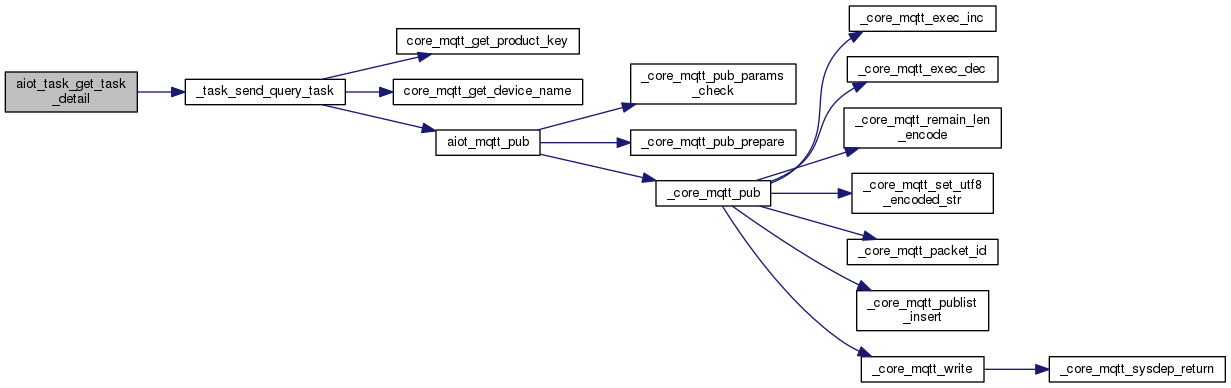 aiot_task_get_task
_detail
_task_send_query_task
core_mqtt_get_product_key
core_mqtt_get_device_name
aiot_mqtt_pub
_core_mqtt_pub_params
_check
_core_mqtt_pub_prepare
_core_mqtt_pub
_core_mqtt_exec_inc
_core_mqtt_exec_dec
_core_mqtt_remain_len
_encode
_core_mqtt_set_utf8
_encoded_str
_core_mqtt_packet_id
_core_mqtt_publist
_insert
_core_mqtt_write
_core_mqtt_sysdep_return